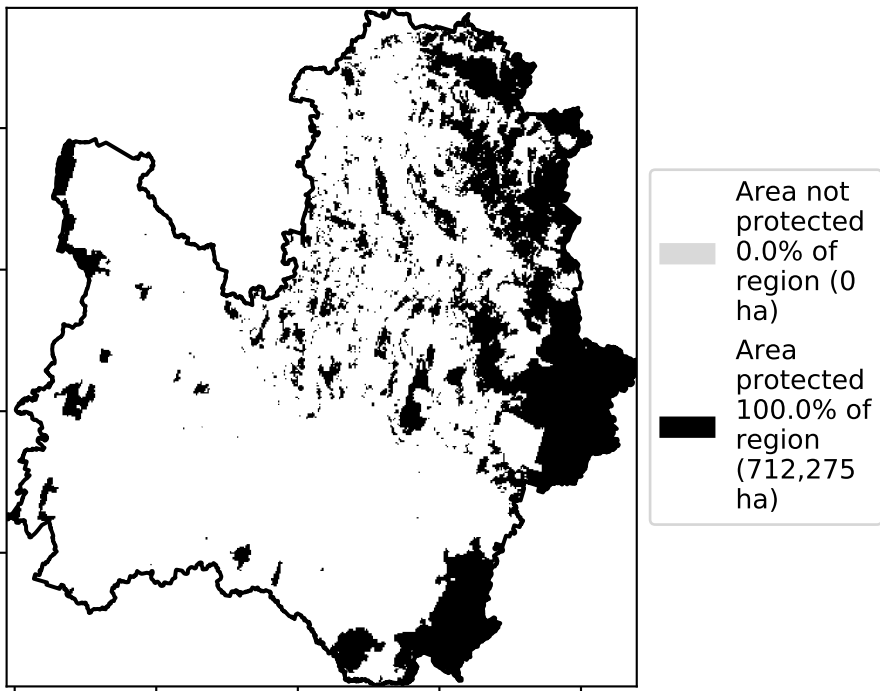 Area not
protected
0.0% of
region (0
ha)
Area
protected
100.0% of
region
(712,275
ha)